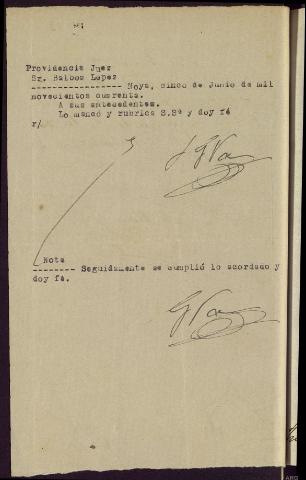 Providencia Juez
Sr. Balboa Lopez
---------------- Noya, cinco de Junio de mil
novecientos cuarenta.
A sus antecedentes.
Lo mandó y rubrica S.Sª y doy fé
r/
Nota
------- Seguidamente se cumplió lo acordado y
doy fé.